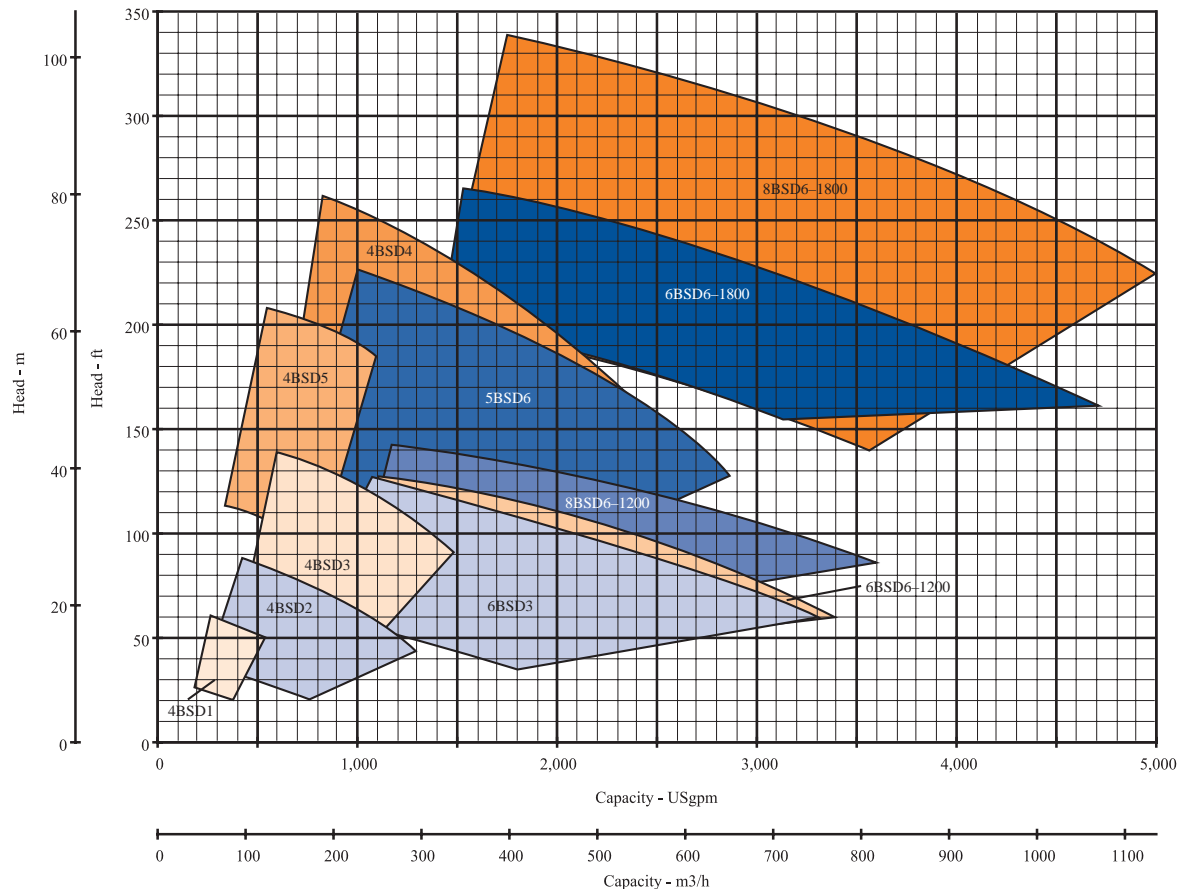 350
300
250
200
150
100
50
0
Head - ft
100
80
60
40
20
0
Head - m
8BSD6–1800
4BSD4
6BSD6–1800
4BSD5
5BSD6
8BSD6–1200
4BSD3
6BSD6–1200
4BSD2
6BSD3
4BSD1
0 1,000 2,000 3,000 4,000 5,000
Capacity - USgpm
0 100 200 300 400 500 600 700 800 900 1000 1100
Capacity - m3/h